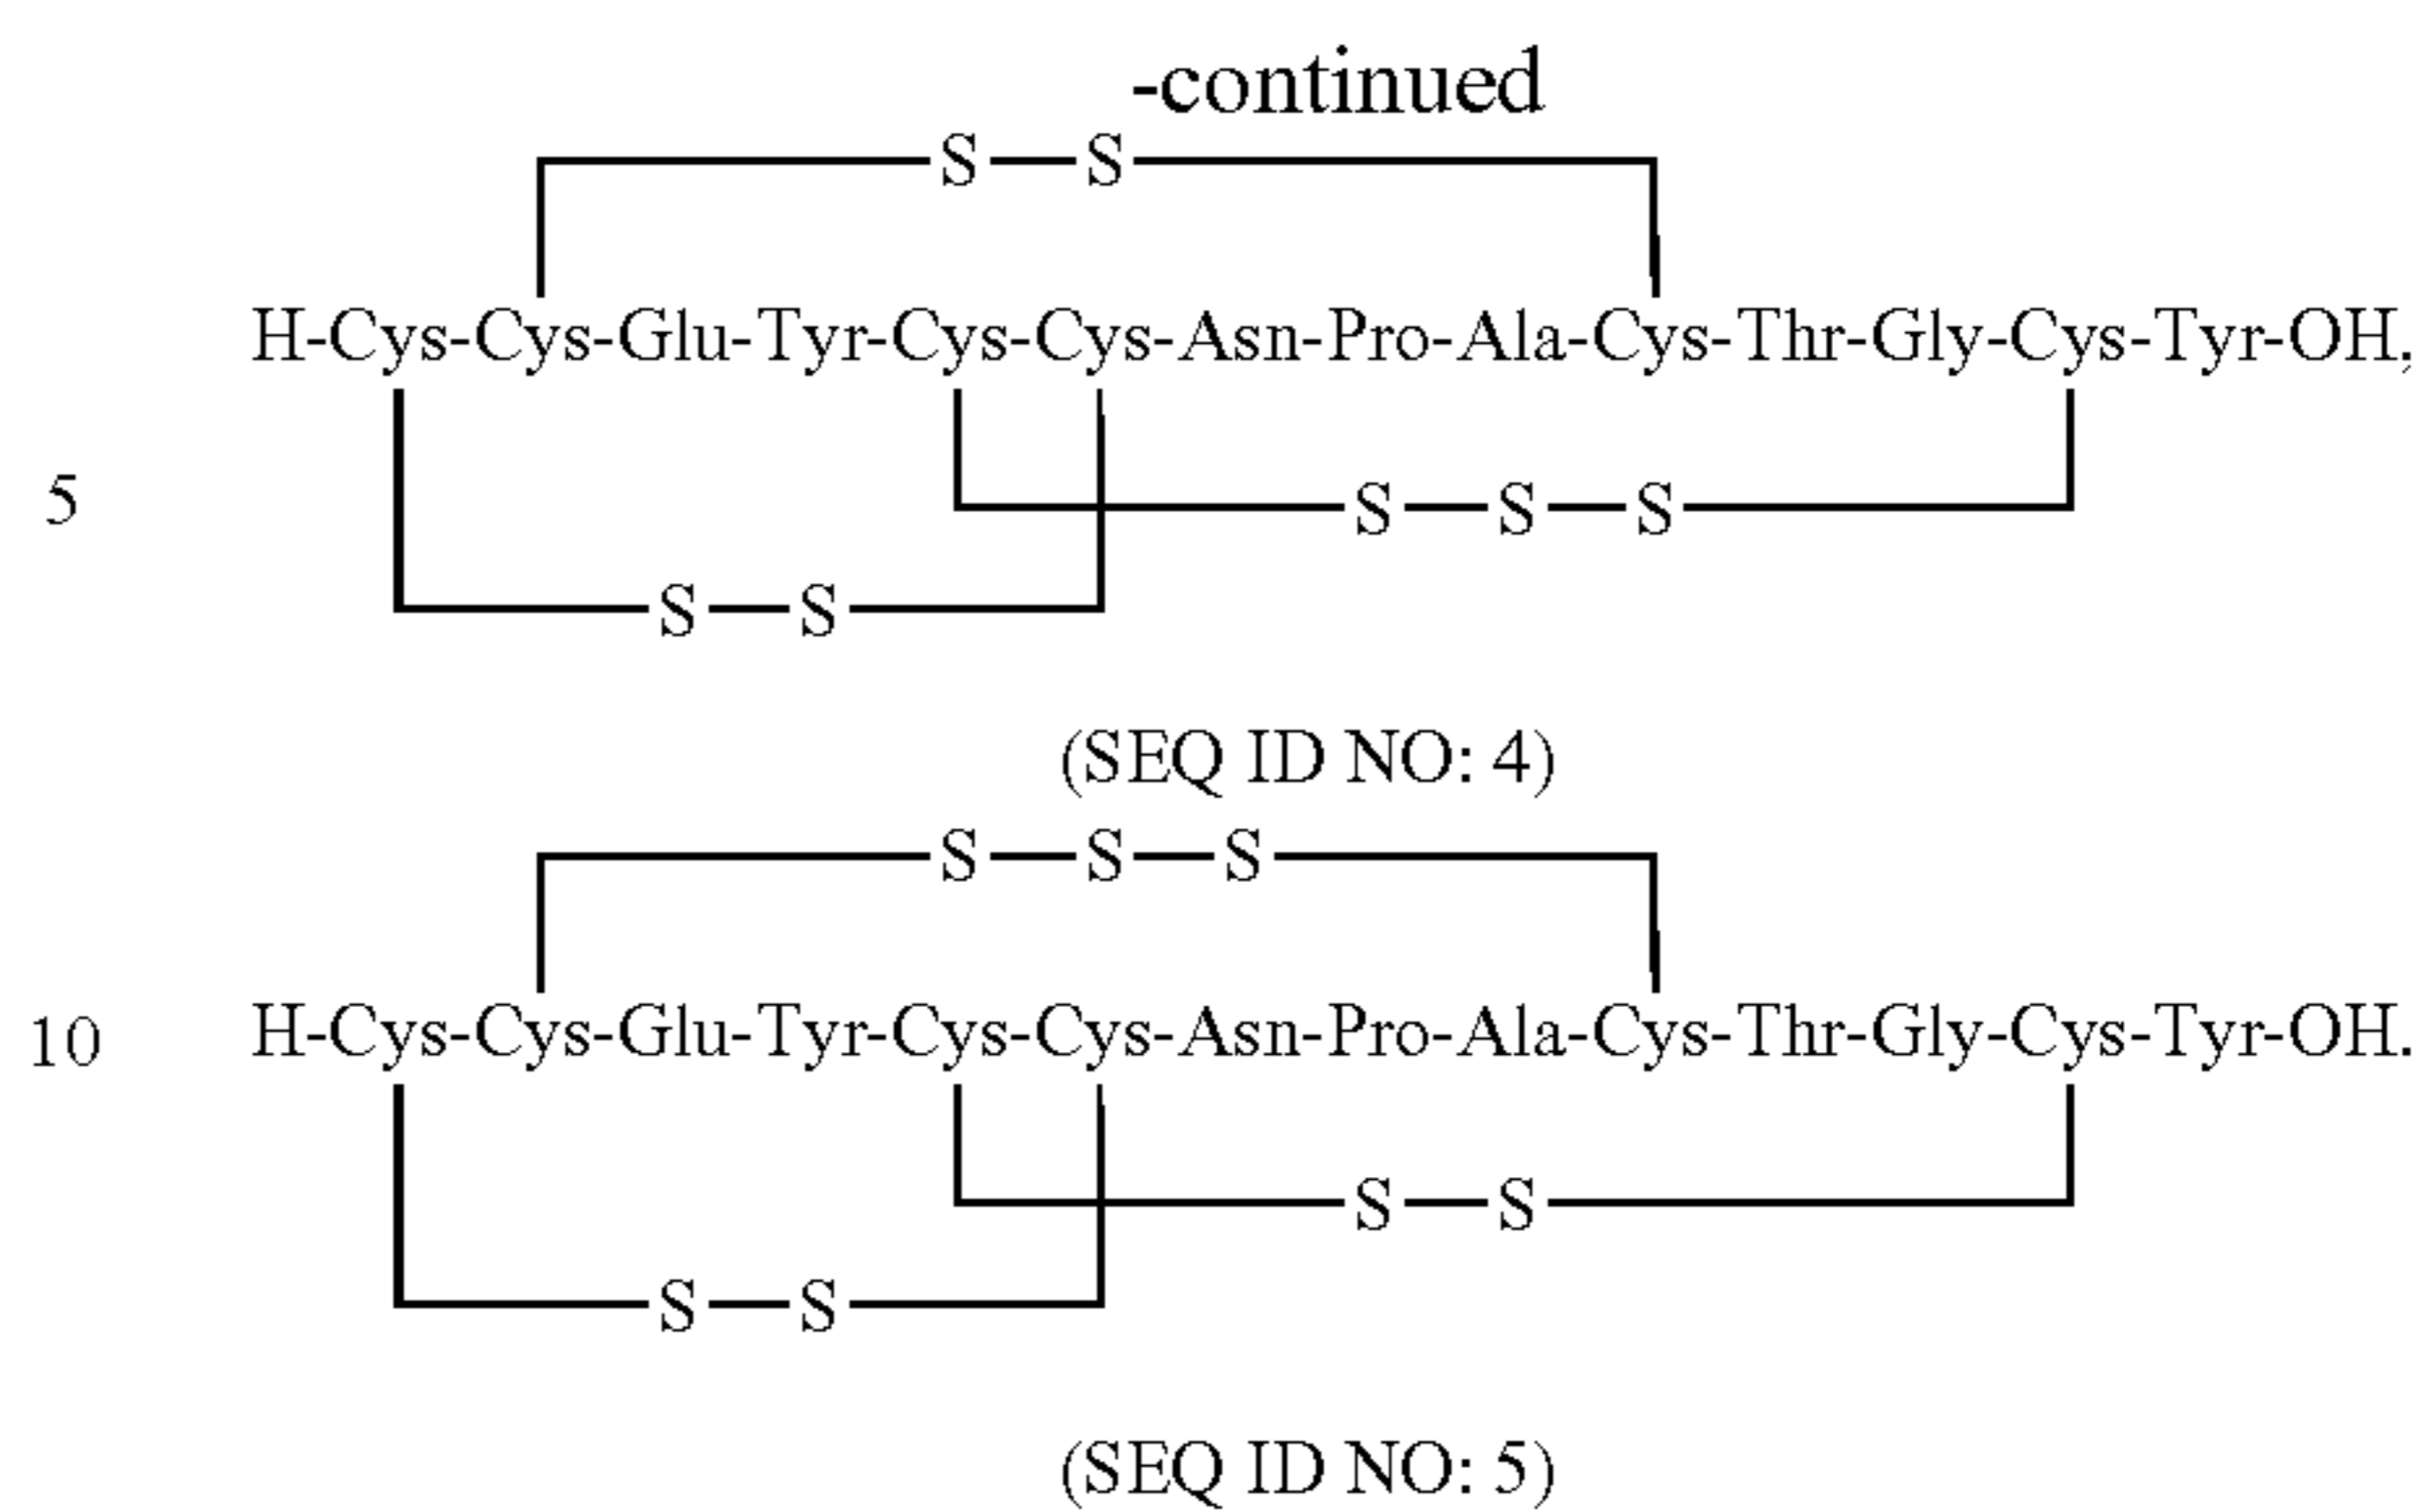 -continued
S—S
H-Cys-Cys-Glu-Tyr-Cys-Cys-Asn-Pro-Ala-Cys-Thr-Gly-Cys-Tyr-OH,
5
S—S—S
S—S
(SEQ ID NO: 4)
S—S—S
10
H-Cys-Cys-Glu-Tyr-Cys-Cys-Asn-Pro-Ala-Cys-Thr-Gly-Cys-Tyr-OH.
S—S
S—S
(SEQ ID NO: 5)